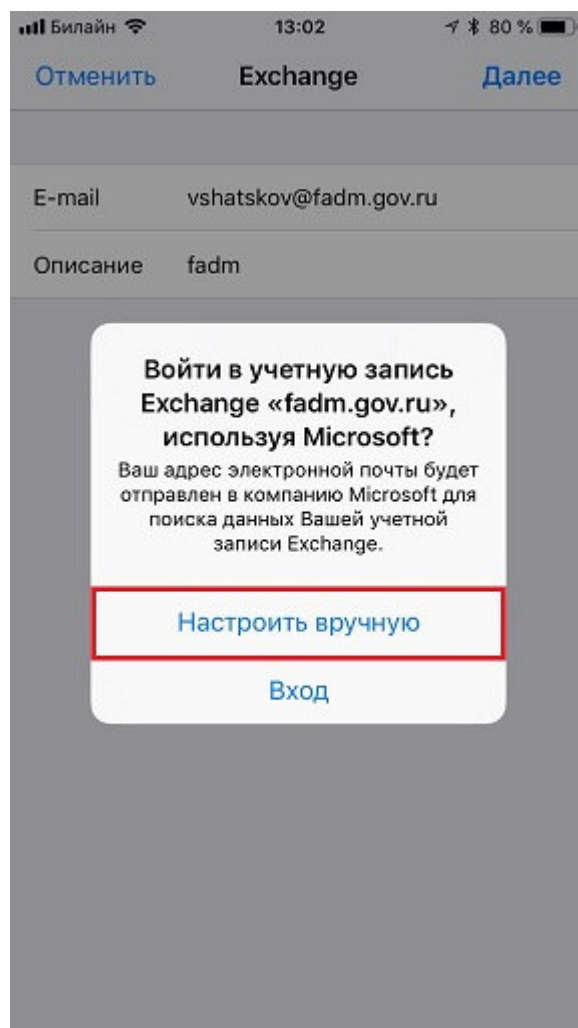 Билайн 13:02 80 %
Отменить Exchange Далее
E-mail vshatskov@fadm.gov.ru
Описание fadm
Войти в учетную запись
Exchange «fadm.gov.ru»,
используя Microsoft?
Ваш адрес электронной почты будет
отправлен в компанию Microsoft для
поиска данных Вашей учетной
записи Exchange.
Настроить вручную
Вход